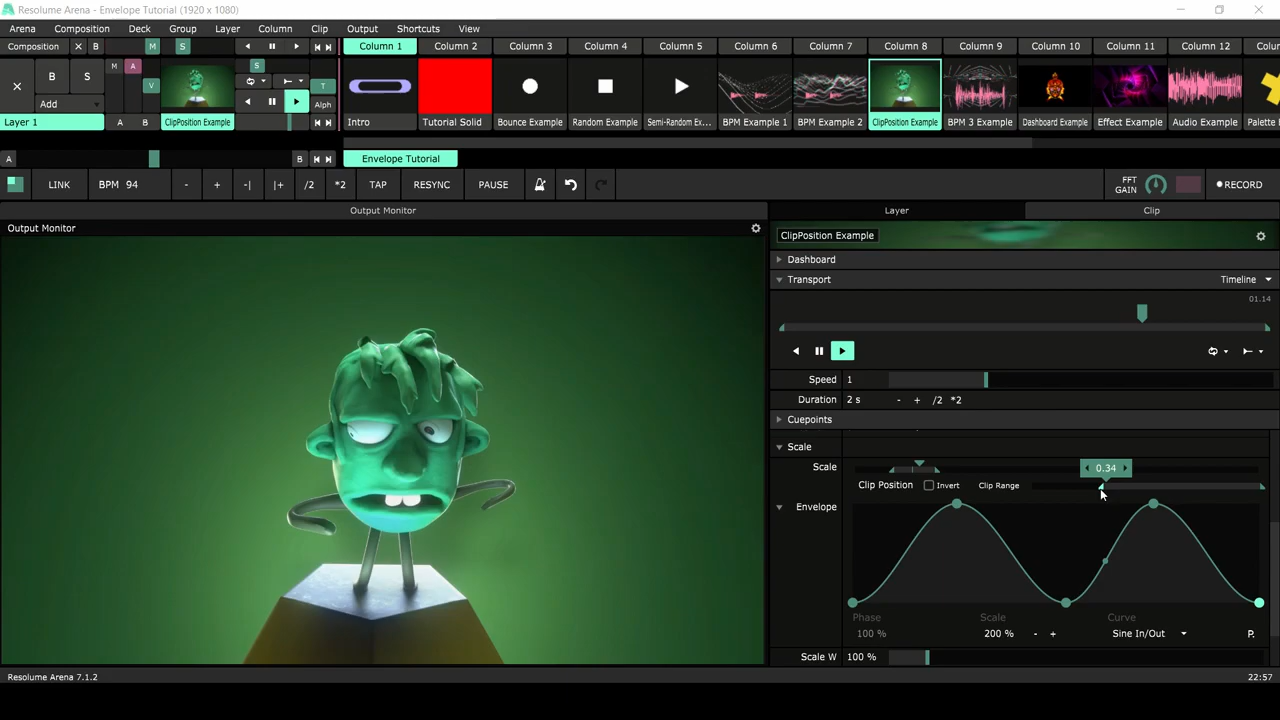 Resolume Arena - Envelope Tutorial (1920 x 1080)
Arena Composition Deck Group Layer Column Clip Output Shortcuts View
Composition X B M S Column 1 Column 2 Column 3 Column 4 Column 5 Column 6 Column 7 Column 8 Column 9 Column 10 Column 11 Column 12 Colu
B S M A V S T
Add Alph
Layer 1 A B ClipPosition Example Intro Tutorial Solid Bounce Example Random Example Semi-Random Ex... BPM Example 1 BPM Example 2 ClipPosition Example BPM 3 Example Dashboard Example Effect Example Audio Example Palette
A B Envelope Tutorial
LINK BPM 94 - + -| |+ /2 *2 TAP RESYNC PAUSE FFT GAIN RECORD
Output Monitor Layer Clip
Output Monitor ClipPosition Example
Dashboard
Transport Timeline
01.14
Speed 1
Duration 2 s - + /2 *2
Cuepoints
Scale
Scale 0.34
Clip Position Invert Clip Range
Envelope
Phase Scale Curve
100 % 200 % - + Sine In/Out P.
Scale W 100 %
Resolume Arena 7.1.2 22:57